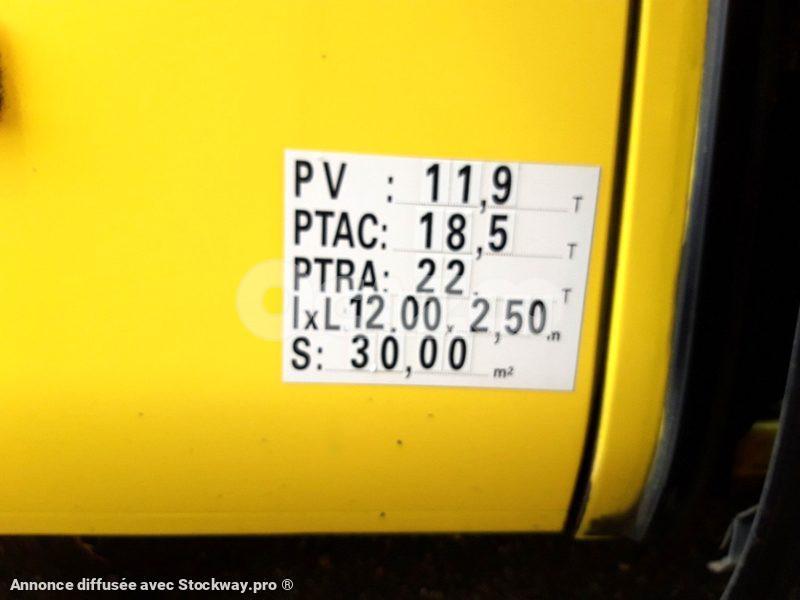 PV : 11,9 T
PTAC: 18,5 T
PTRA: 22 T
lxL 12.00 x 2,50 m
S: 30,00 m²
Annonce diffusée avec Stockway.pro ®